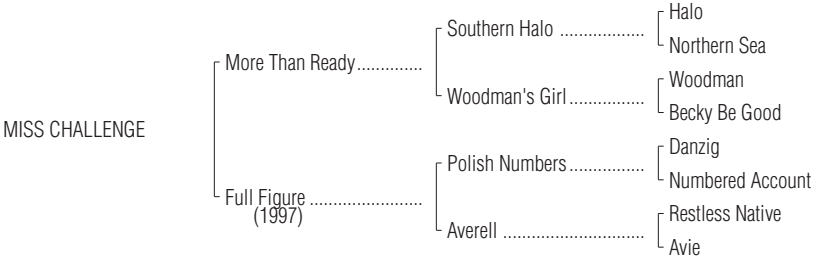 Halo
Southern Halo ..................
Northern Sea
More Than Ready..............
Woodman
Woodman's Girl................
Becky Be Good
MISS CHALLENGE
Danzig
Polish Numbers................
Numbered Account
Full Figure ........................
(1997)
Restless Native
Averell ..............................
Avie